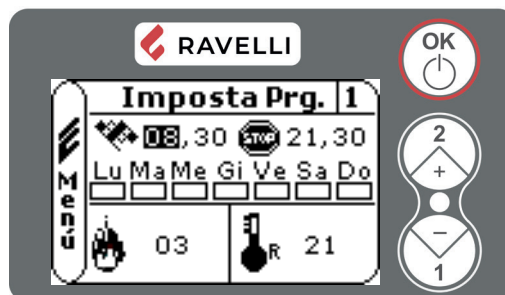 RAVELLI
Imposta Prg. 1
08,30 STOP 21,30
Lu Ma Me Gi Ve Sa Do
Menú
03 R 21
OK
2
+
−
1